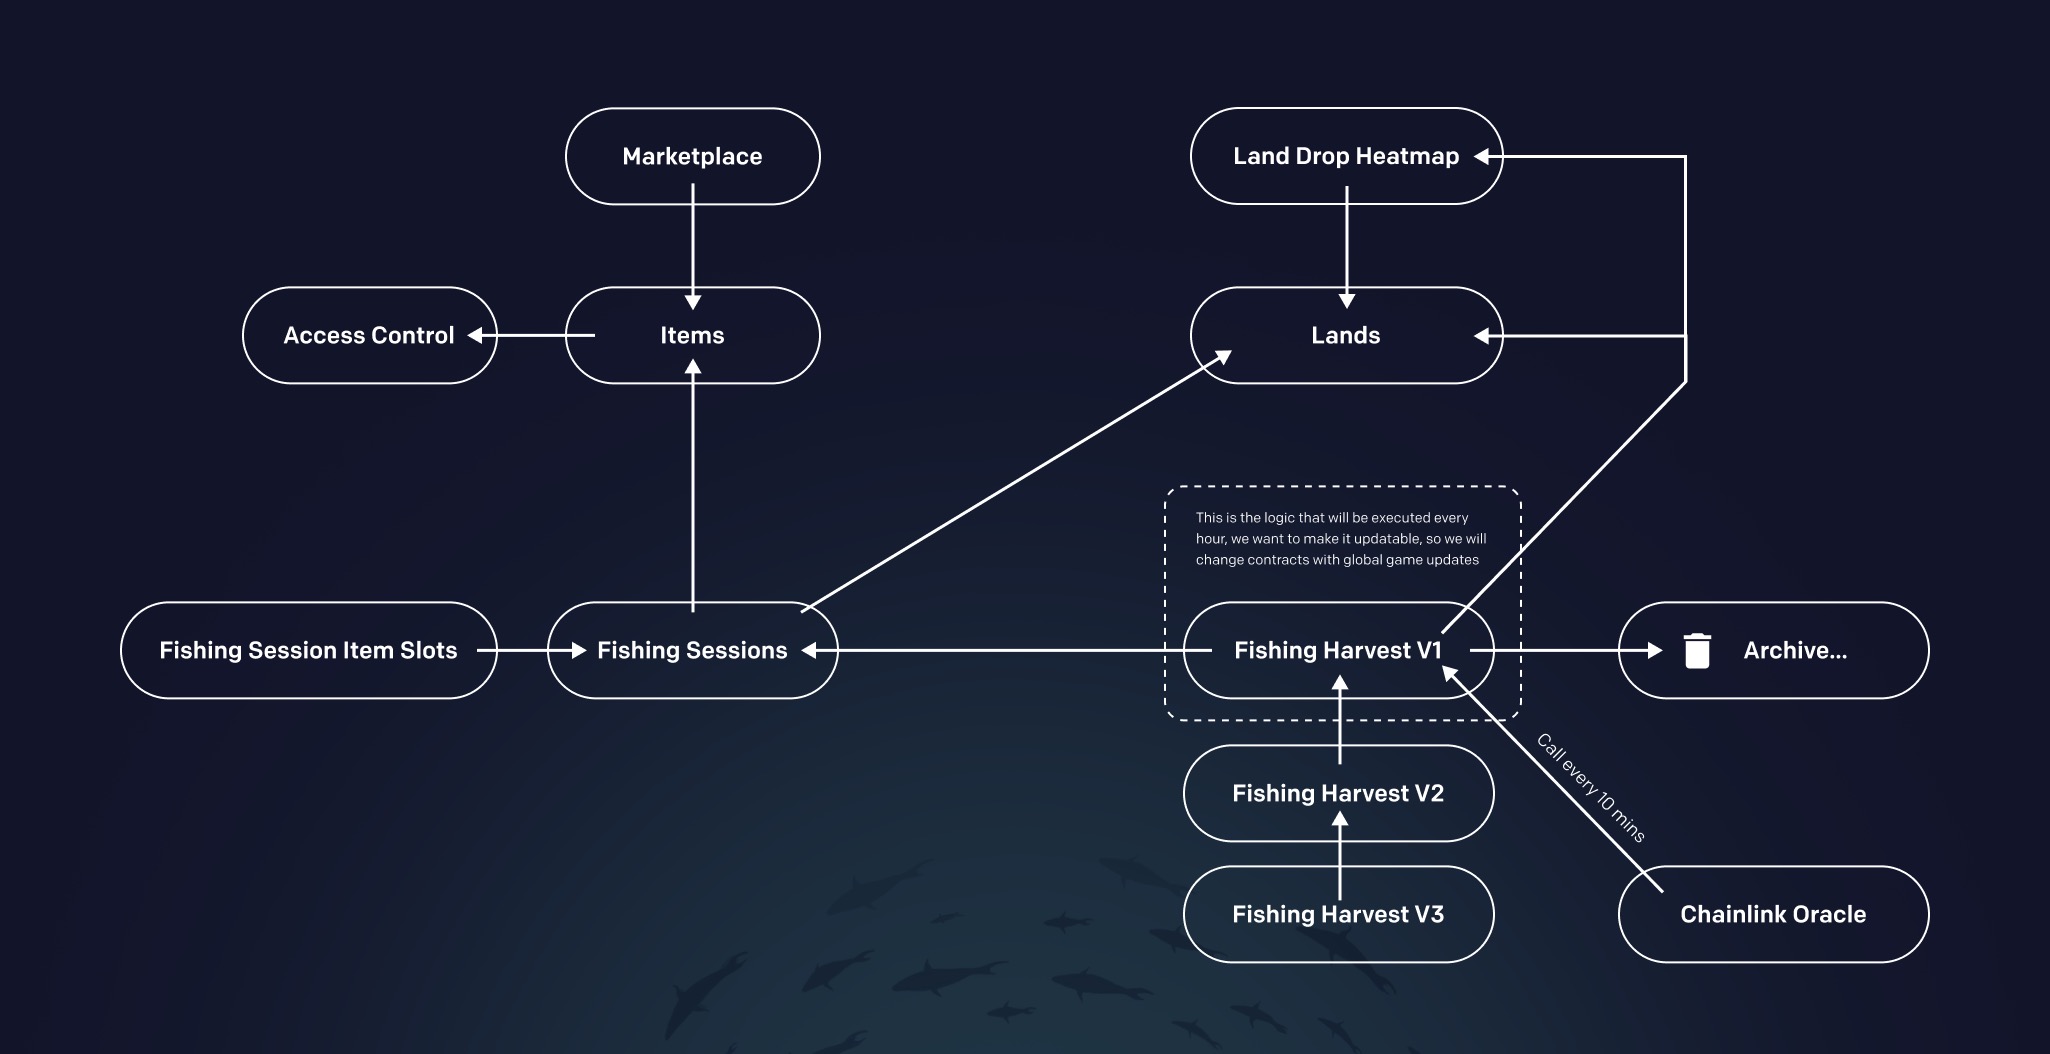 Marketplace
Land Drop Heatmap
Access Control
Items
Lands
This is the logic that will be executed every
hour, we want to make it updatable, so we will
change contracts with global game updates
Fishing Session Item Slots
Fishing Sessions
Fishing Harvest V1
Archive...
Call every 10 mins
Fishing Harvest V2
Fishing Harvest V3
Chainlink Oracle